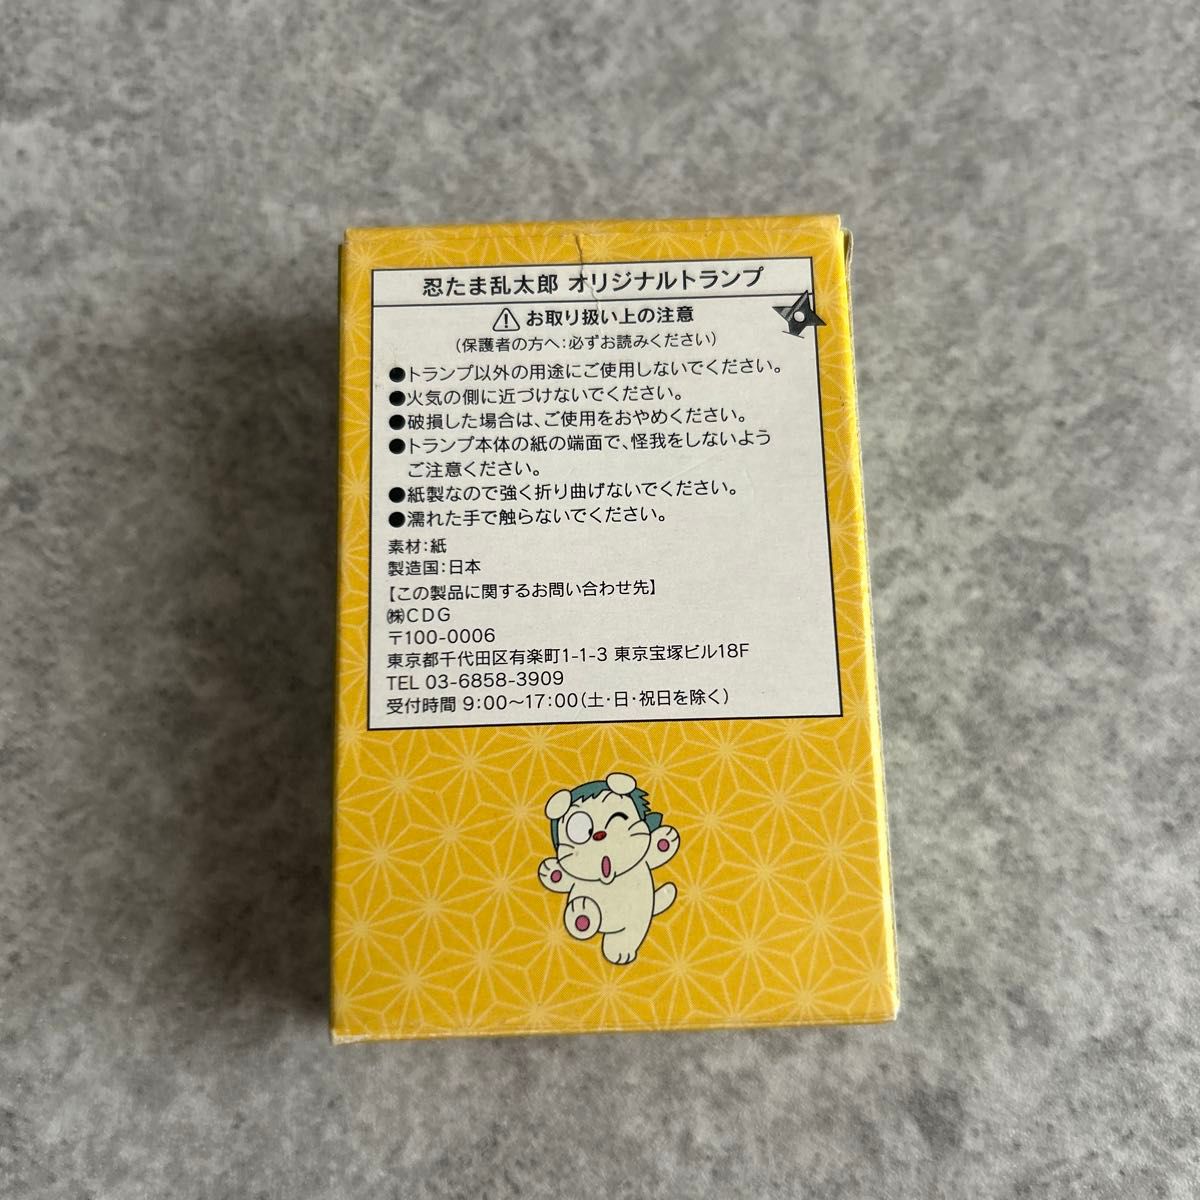 忍たま乱太郎 オリジナルトランプ
⚠お取り扱い上の注意
(保護者の方へ:必ずお読みください)
●トランプ以外の用途にご使用しないでください。
●火気の側に近づけないでください。
●破損した場合は、ご使用をおやめください。
●トランプ本体の紙の端面で、怪我をしないよう
ご注意ください。
●紙製なので強く折り曲げないでください。
●濡れた手で触らないでください。
素材:紙
製造国:日本
【この製品に関するお問い合わせ先】
㈱CDG
〒100-0006
東京都千代田区有楽町1-1-3 東京宝塚ビル18F
TEL 03-6858-3909
受付時間 9:00〜17:00(土・日・祝日を除く)